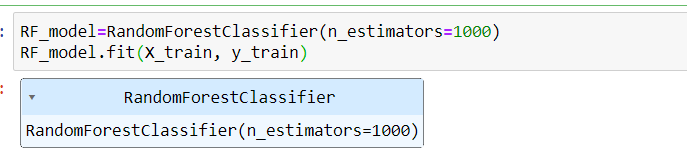 : RF_model=RandomForestClassifier(n_estimators=1000)
RF_model.fit(X_train, y_train)
:
▾ RandomForestClassifier
RandomForestClassifier(n_estimators=1000)